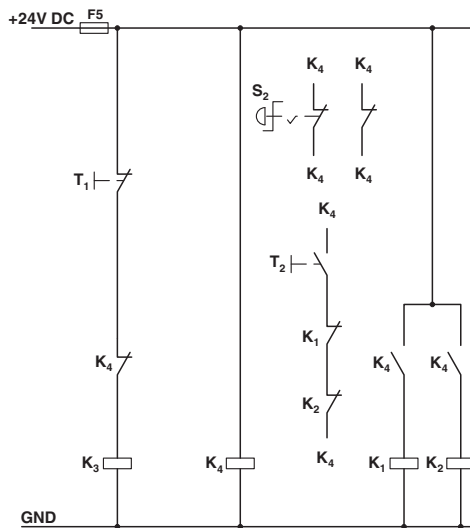 +24V DC F5
K4 K4
S2
K4 K4
T1
K4
T2
K1
K4 K4 K4
K2
K4
K3 K4 K1 K2
GND